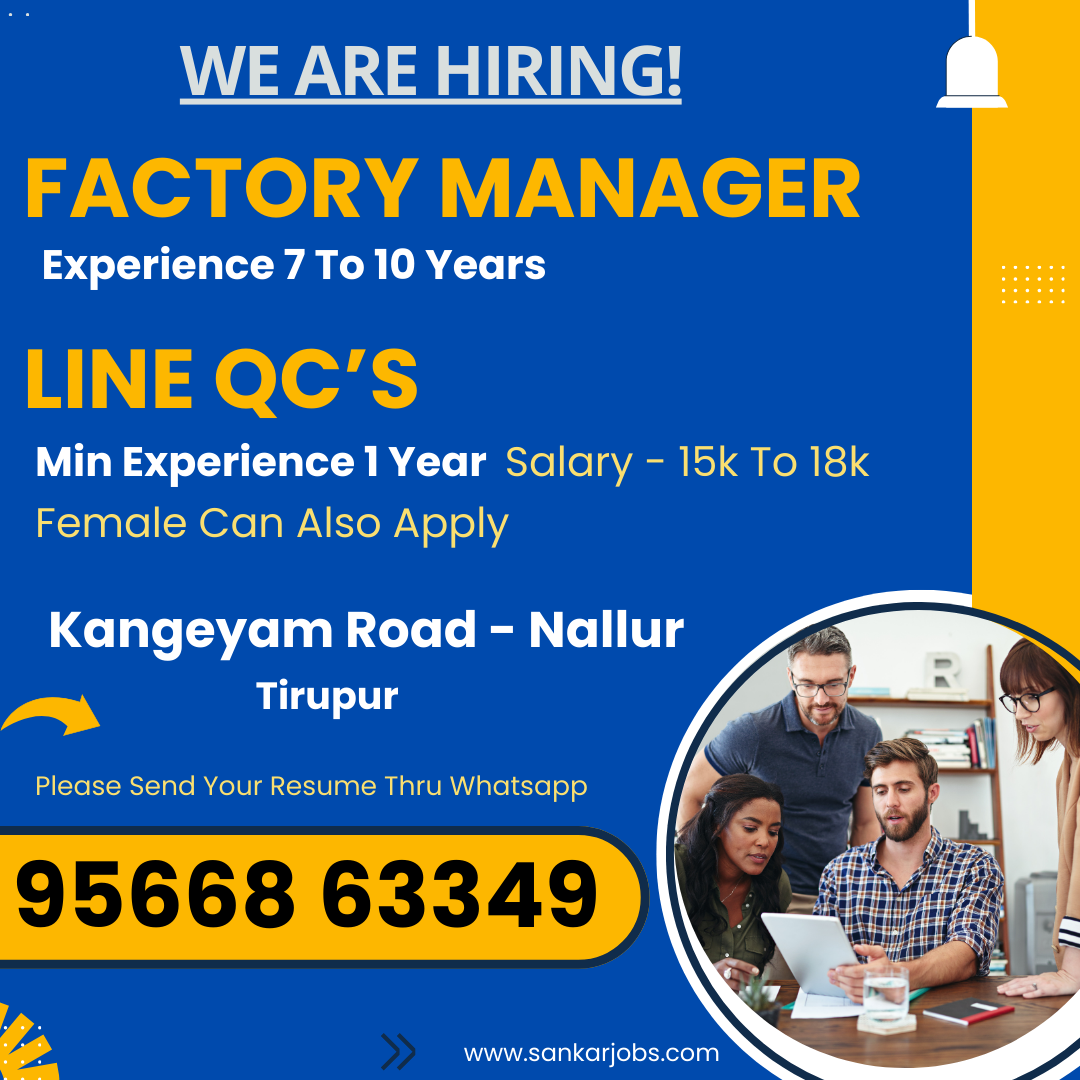 WE ARE HIRING!
FACTORY MANAGER
Experience 7 To 10 Years
LINE QC’S
Min Experience 1 Year Salary - 15k To 18k
Female Can Also Apply
Kangeyam Road - Nallur
Tirupur
Please Send Your Resume Thru Whatsapp
95668 63349
www.sankarjobs.com
R